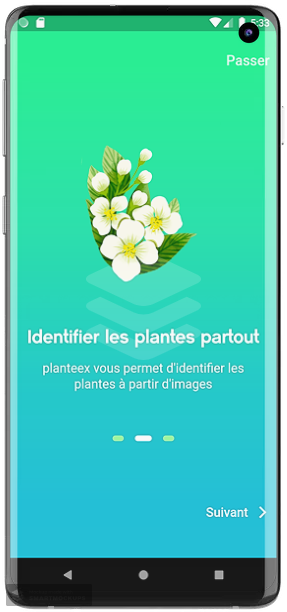 5:33
Passer
Identifier les plantes partout
planteex vous permet d'identifier les
plantes à partir d'images
Suivant